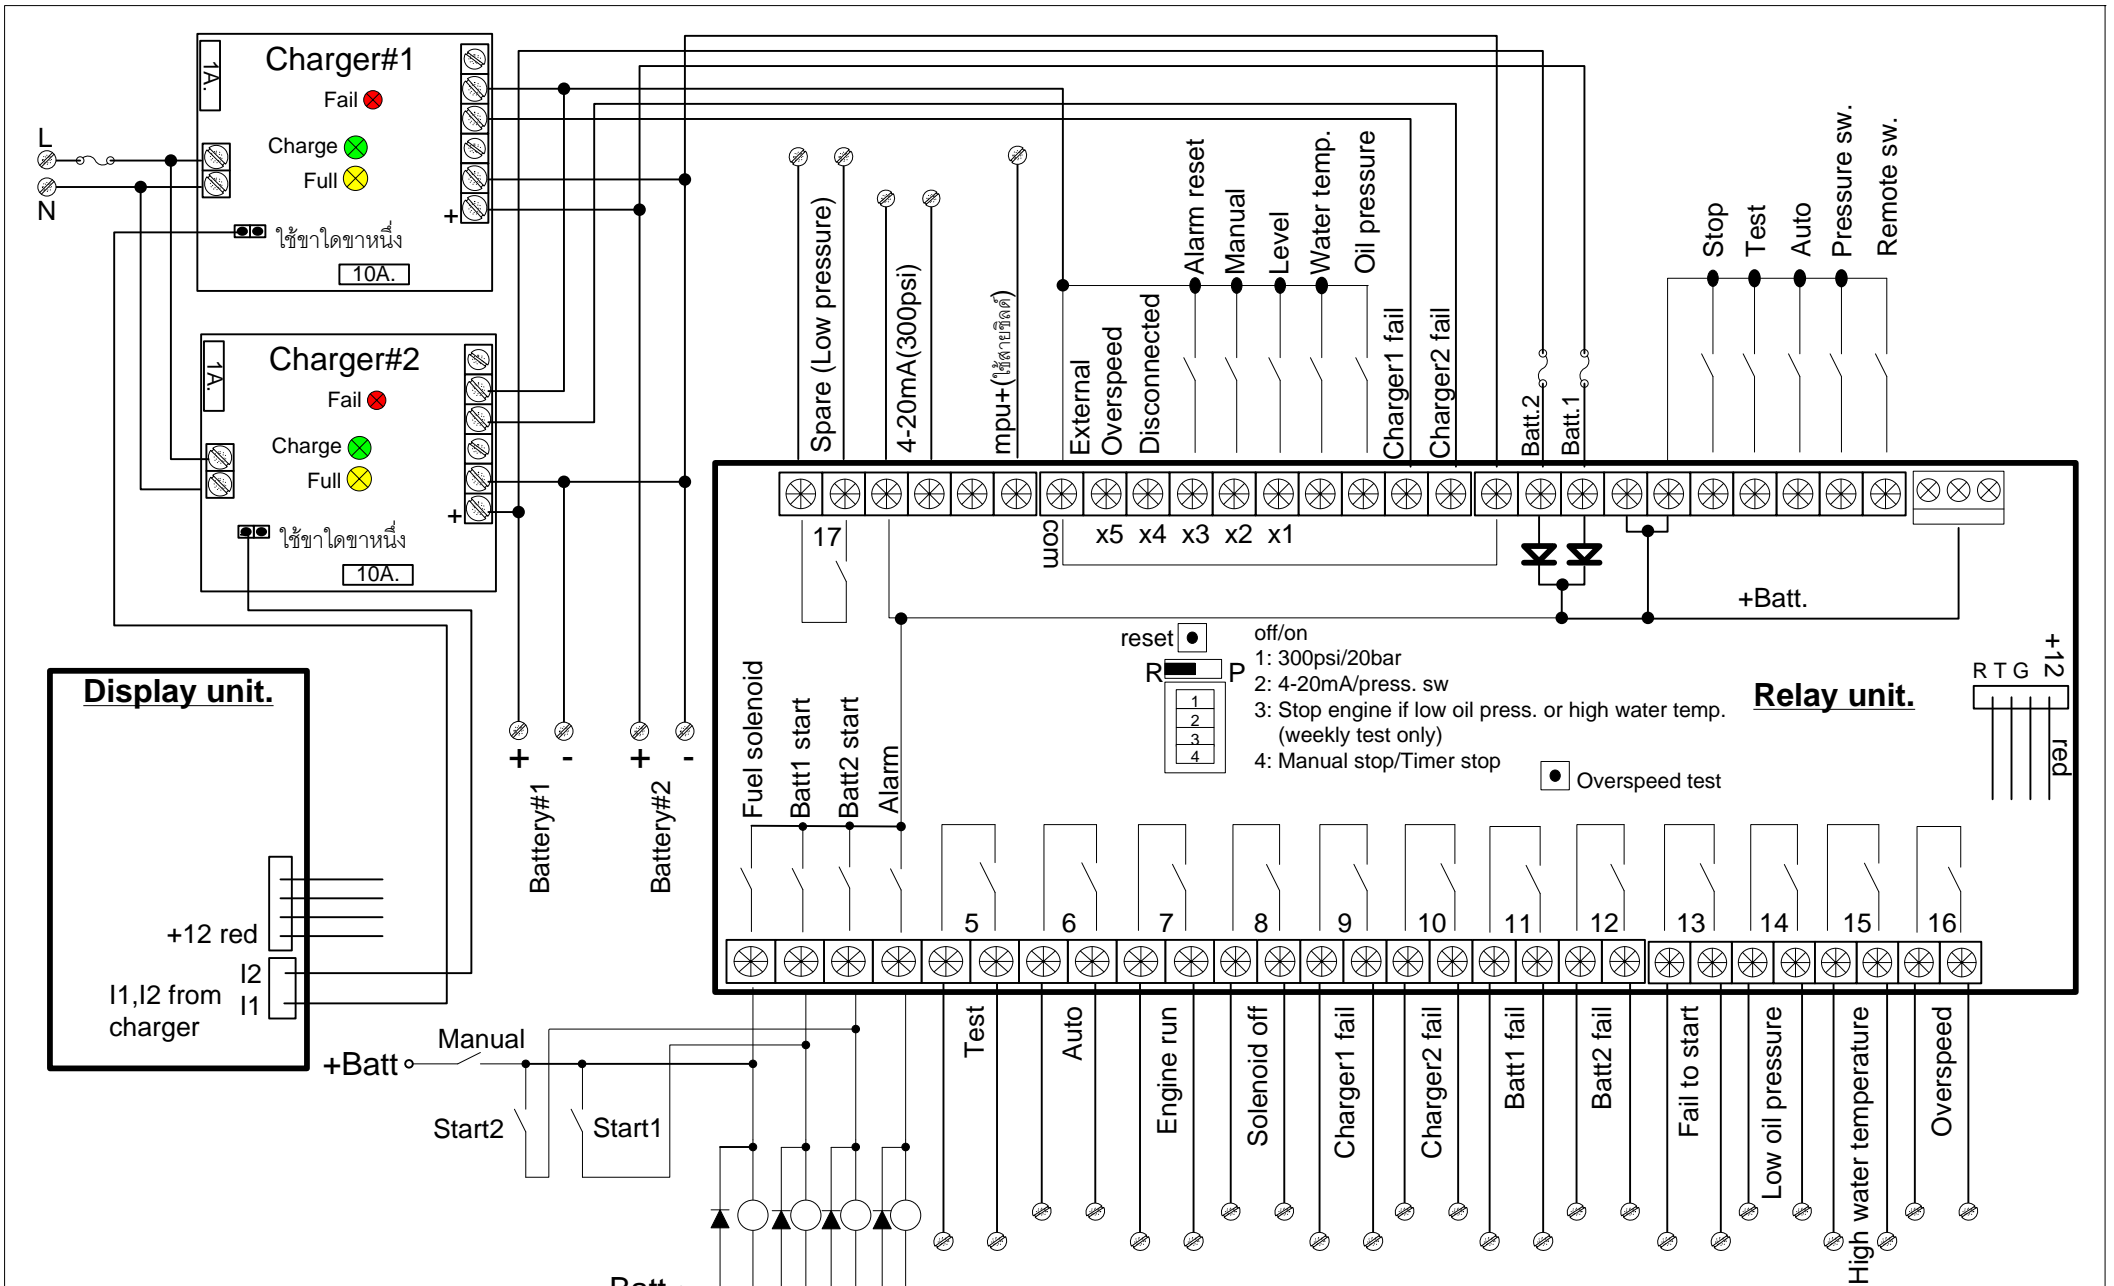 Charger#1
1A.
Fail
Charge
Full
+
ใช้ขาใดขาหนึ่ง
10A.
L
N
Charger#2
1A.
Fail
Charge
Full
+
ใช้ขาใดขาหนึ่ง
10A.
Spare (Low pressure)
4-20mA(300psi)
mpu+(ใช้สายชิลด์)
External
Overspeed
Disconnected
Alarm reset
Manual
Level
Water temp.
Oil pressure
Charger1 fail
Charger2 fail
Batt.2
Batt.1
Stop
Test
Auto
Pressure sw.
Remote sw.
17
com
x5 x4 x3 x2 x1
+Batt.
reset
R P
1
2
3
4
off/on
1: 300psi/20bar
2: 4-20mA/press. sw
3: Stop engine if low oil press. or high water temp.
(weekly test only)
4: Manual stop/Timer stop
Overspeed test
Relay unit.
R T G +12
red
Display unit.
+12 red
I2
I1
I1,I2 from
charger
+ - + -
Battery#1
Battery#2
Fuel solenoid
Batt1 start
Batt2 start
Alarm
5 6 7 8 9 10 11 12 13 14 15 16
Test
Auto
Engine run
Solenoid off
Charger1 fail
Charger2 fail
Batt1 fail
Batt2 fail
Fail to start
Low oil pressure
High water temperature
Overspeed
Manual
+Batt
Start2
Start1